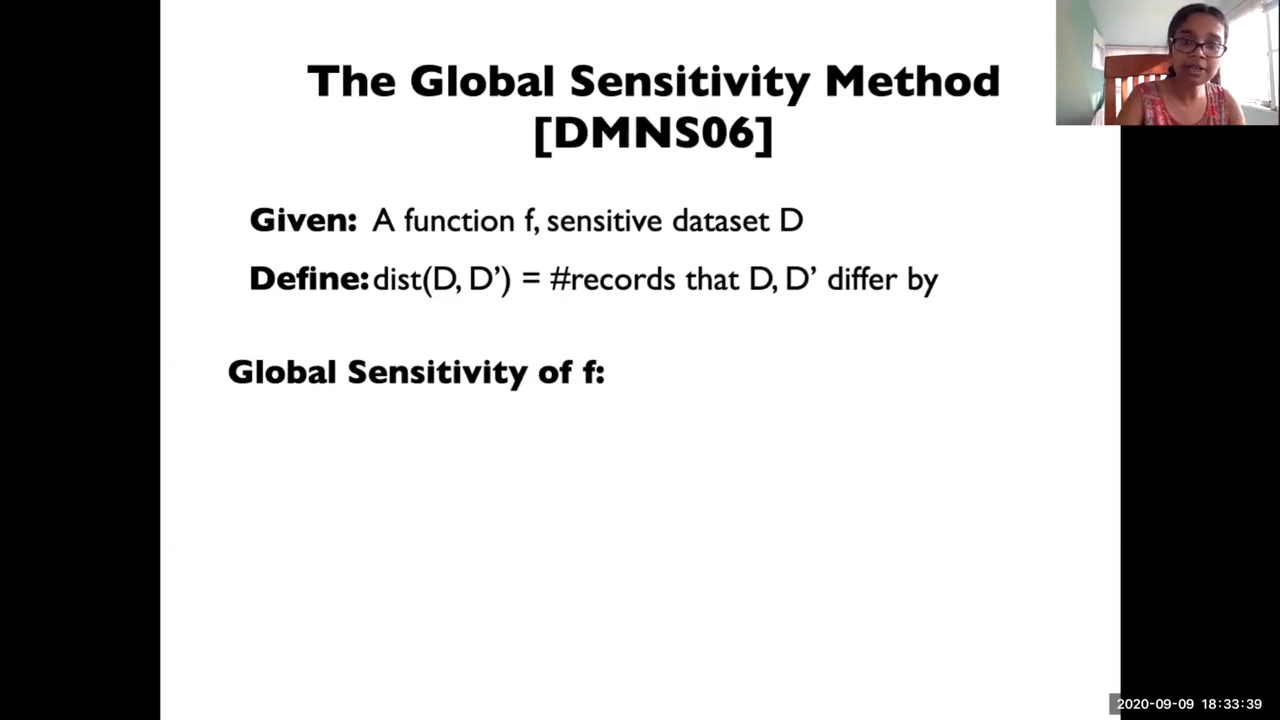 The Global Sensitivity Method
[DMNS06]
Given: A function f, sensitive dataset D
Define: dist(D, D’) = #records that D, D’ differ by
Global Sensitivity of f:
2020-09-09 18:33:39